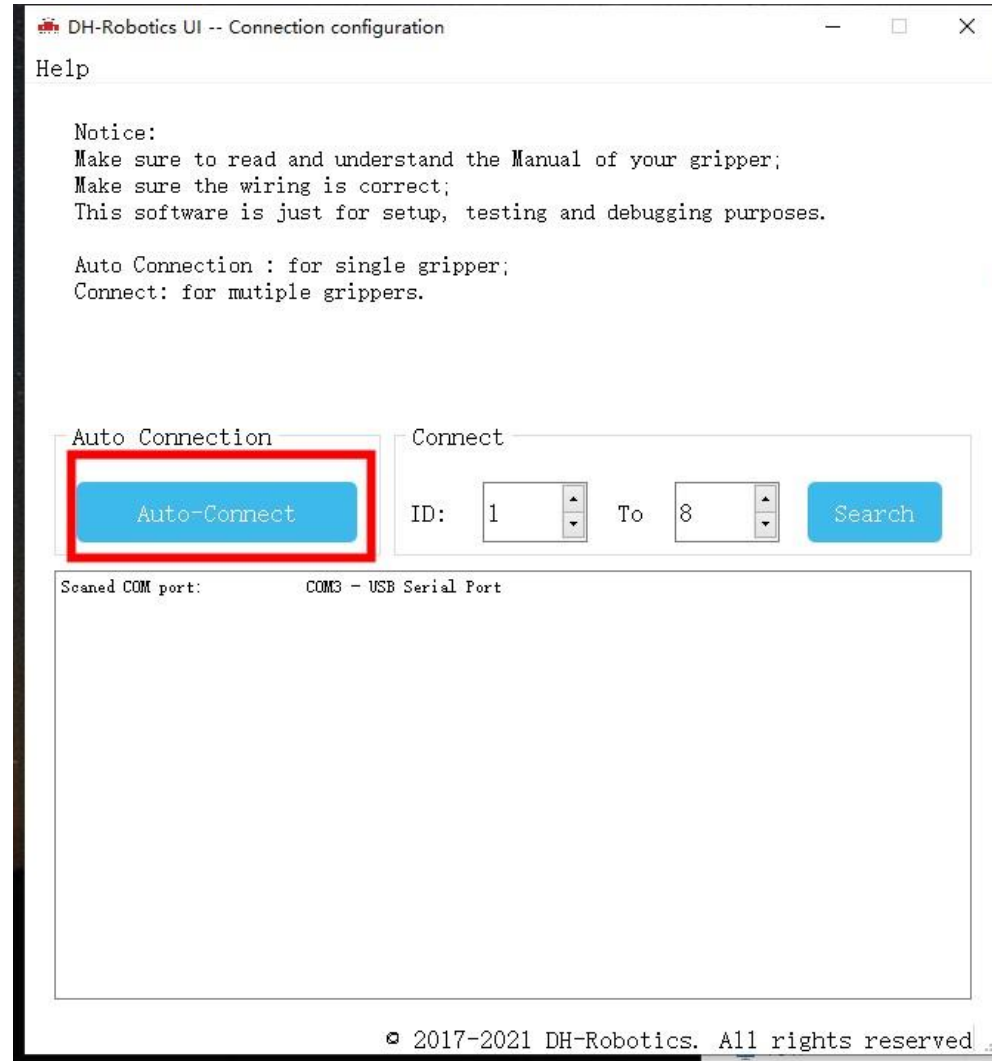 DH-Robotics UI -- Connection configuration
Help
Notice:
Make sure to read and understand the Manual of your gripper;
Make sure the wiring is correct;
This software is just for setup, testing and debugging purposes.
Auto Connection : for single gripper;
Connect: for mutiple grippers.
Auto Connection Connect
Auto-Connect ID: 1 To 8 Search
Scaned COM port: COM3 - USB Serial Port
© 2017-2021 DH-Robotics. All rights reserved